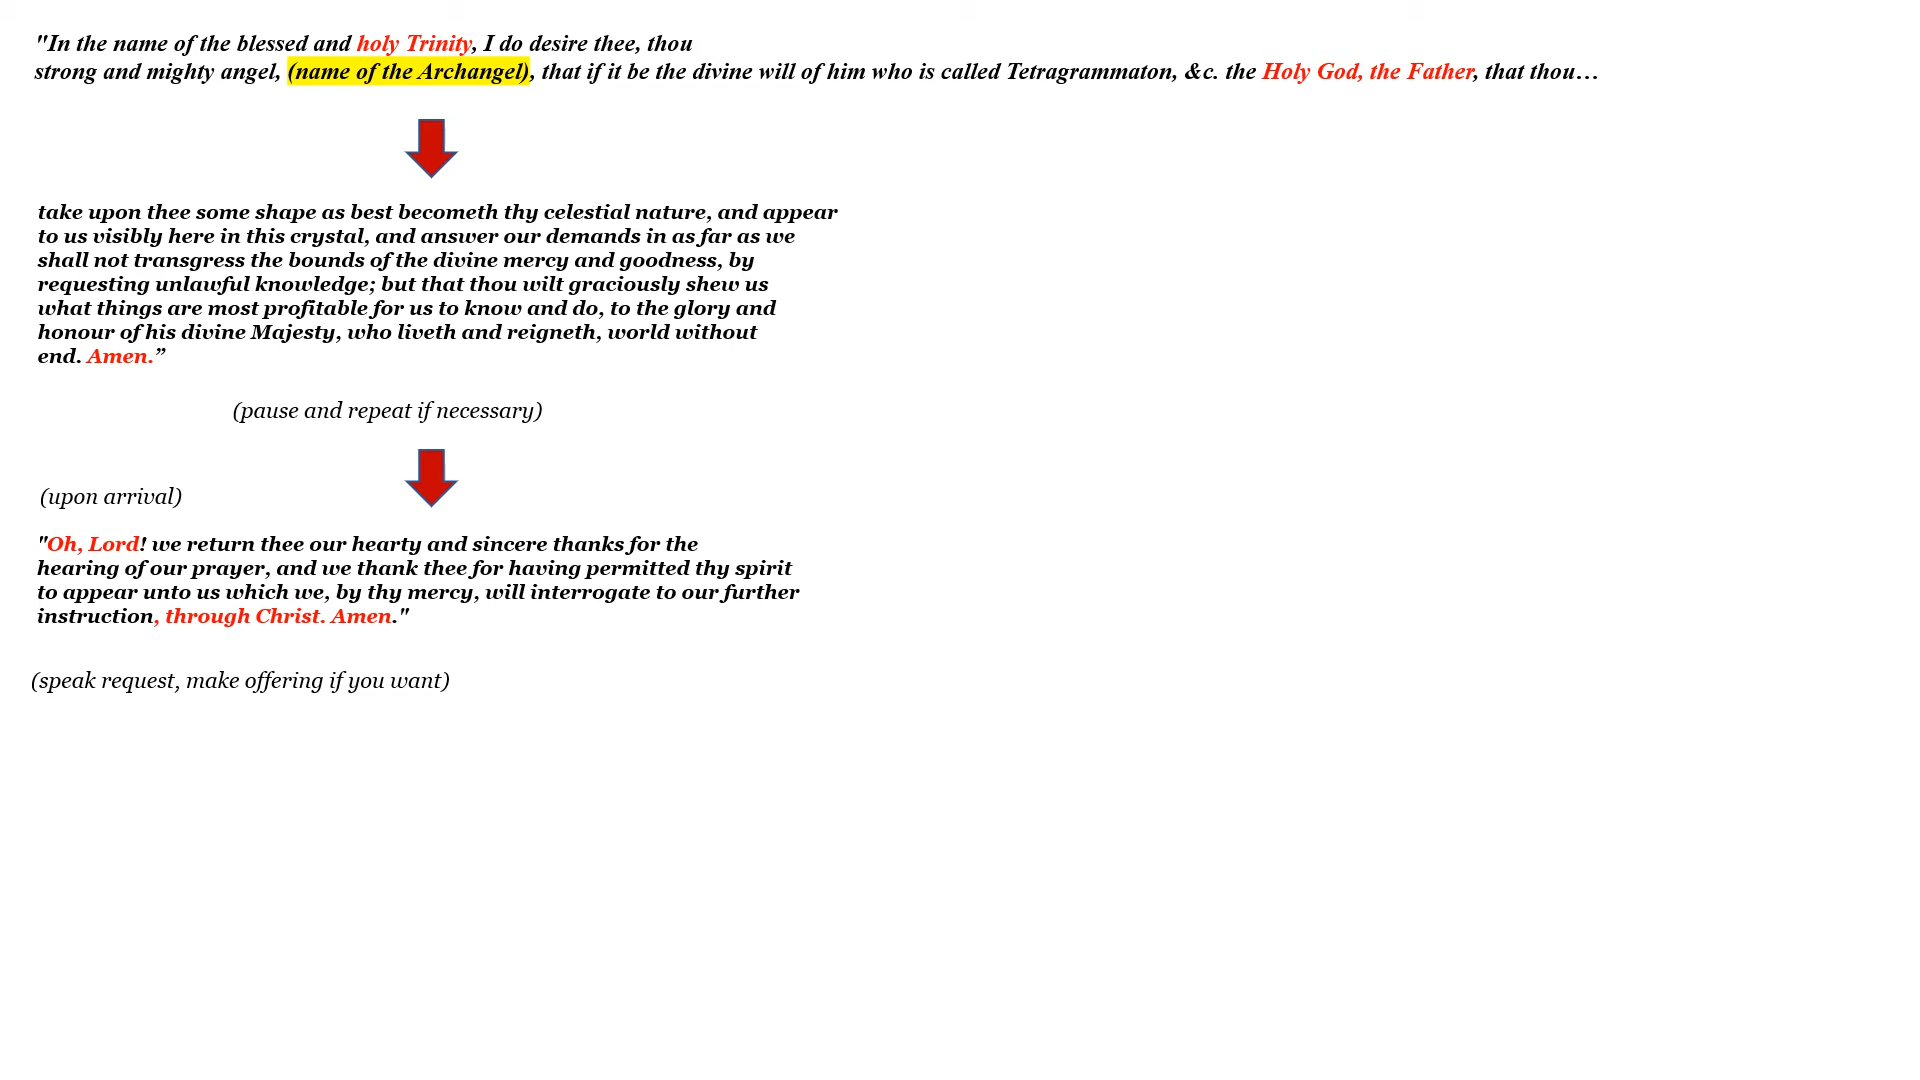 "In the name of the blessed and holy Trinity, I do desire thee, thou
strong and mighty angel, (name of the Archangel), that if it be the divine will of him who is called Tetragrammaton, &c. the Holy God, the Father, that thou…
take upon thee some shape as best becometh thy celestial nature, and appear
to us visibly here in this crystal, and answer our demands in as far as we
shall not transgress the bounds of the divine mercy and goodness, by
requesting unlawful knowledge; but that thou wilt graciously shew us
what things are most profitable for us to know and do, to the glory and
honour of his divine Majesty, who liveth and reigneth, world without
end. Amen.”
(pause and repeat if necessary)
(upon arrival)
"Oh, Lord! we return thee our hearty and sincere thanks for the
hearing of our prayer, and we thank thee for having permitted thy spirit
to appear unto us which we, by thy mercy, will interrogate to our further
instruction, through Christ. Amen."
(speak request, make offering if you want)